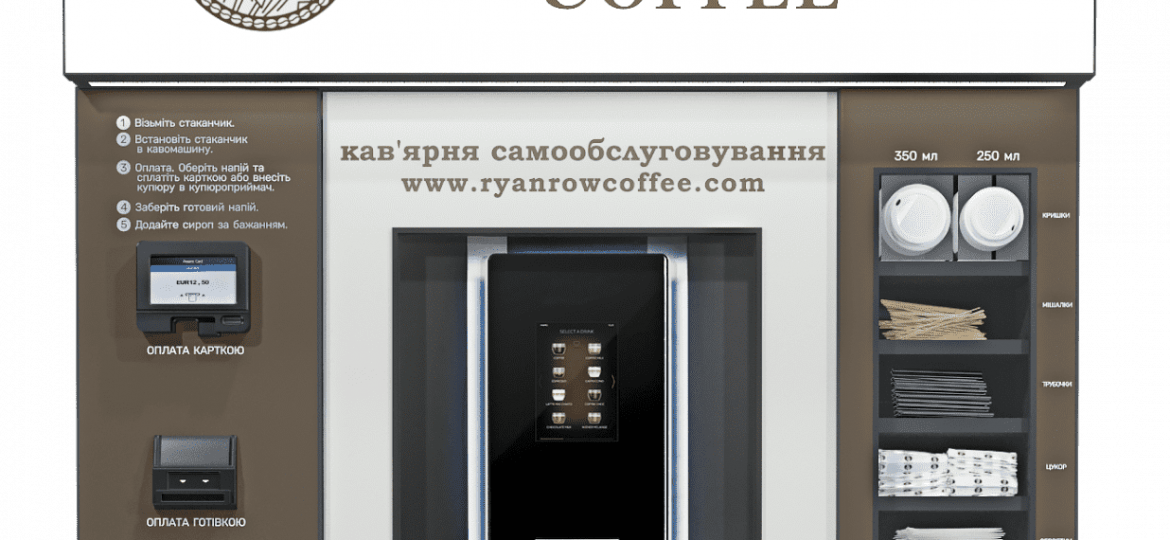 COFFEE
1 Візьміть стаканчик.
2 Встановіть стаканчик
в кавомашину.
3 Оплата. Оберіть напій та
сплатіть карткою або внесіть
купюру в купюроприймач.
4 Заберіть готовий напій.
5 Додайте сироп за бажанням.
ОПЛАТА КАРТКОЮ
ОПЛАТА ГОТІВКОЮ
кав'ярня самообслуговування
www.ryanrowcoffee.com
EUR12,50
350 мл 250 мл
КРИШКИ
МІШАЛКИ
ТРУБОЧКИ
ЦУКОР